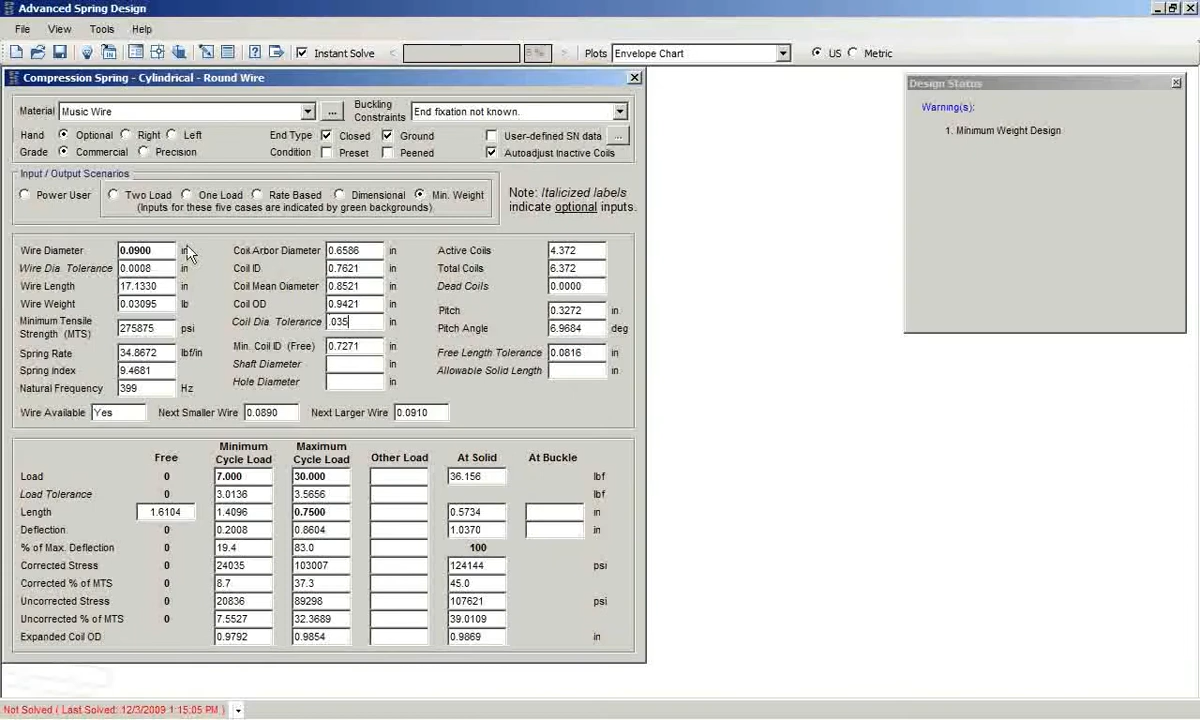 Advanced Spring Design
File View Tools Help
Instant Solve < % > Plots Envelope Chart US Metric
Compression Spring - Cylindrical - Round Wire
Material Music Wire ... Buckling Constraints End fixation not known.
Hand Optional Right Left End Type Closed Ground User-defined SN data ...
Grade Commercial Precision Condition Preset Peened Autoadjust Inactive Coils
Input / Output Scenarios
Power User Two Load One Load Rate Based Dimensional Min. Weight
(Inputs for these five cases are indicated by green backgrounds)
Note: Italicized labels
indicate optional inputs.
Wire Diameter 0.0900 in Coil Arbor Diameter 0.6586 in Active Coils 4.372
Wire Dia. Tolerance 0.0008 in Coil ID 0.7621 in Total Coils 6.372
Wire Length 17.1330 in Coil Mean Diameter 0.8521 in Dead Coils 0.0000
Wire Weight 0.03095 lb Coil OD 0.9421 in Pitch 0.3272 in
Minimum Tensile Strength (MTS) 275875 psi Coil Dia. Tolerance .035 in Pitch Angle 6.9684 deg
Spring Rate 34.8672 lbf/in Min. Coil ID (Free) 0.7271 in Free Length Tolerance 0.0816 in
Spring index 9.4681 Shaft Diameter in Allowable Solid Length in
Natural Frequency 399 Hz Hole Diameter in
Wire Available Yes Next Smaller Wire 0.0890 Next Larger Wire 0.0910
Free Minimum Cycle Load Maximum Cycle Load Other Load At Solid At Buckle
Load 0 7.000 30.000 36.156 lbf
Load Tolerance 0 3.0136 3.5656 lbf
Length 1.6104 1.4096 0.7500 0.5734 in
Deflection 0 0.2008 0.8604 1.0370 in
% of Max. Deflection 0 19.4 83.0 100
Corrected Stress 0 24035 103007 124144 psi
Corrected % of MTS 0 8.7 37.3 45.0
Uncorrected Stress 0 20836 89298 107621 psi
Uncorrected % of MTS 0 7.5527 32.3689 39.0109
Expanded Coil OD 0.9792 0.9854 0.9869 in
Design Status
Warning(s):
1. Minimum Weight Design
Not Solved ( Last Solved: 12/3/2009 1:15:05 PM )